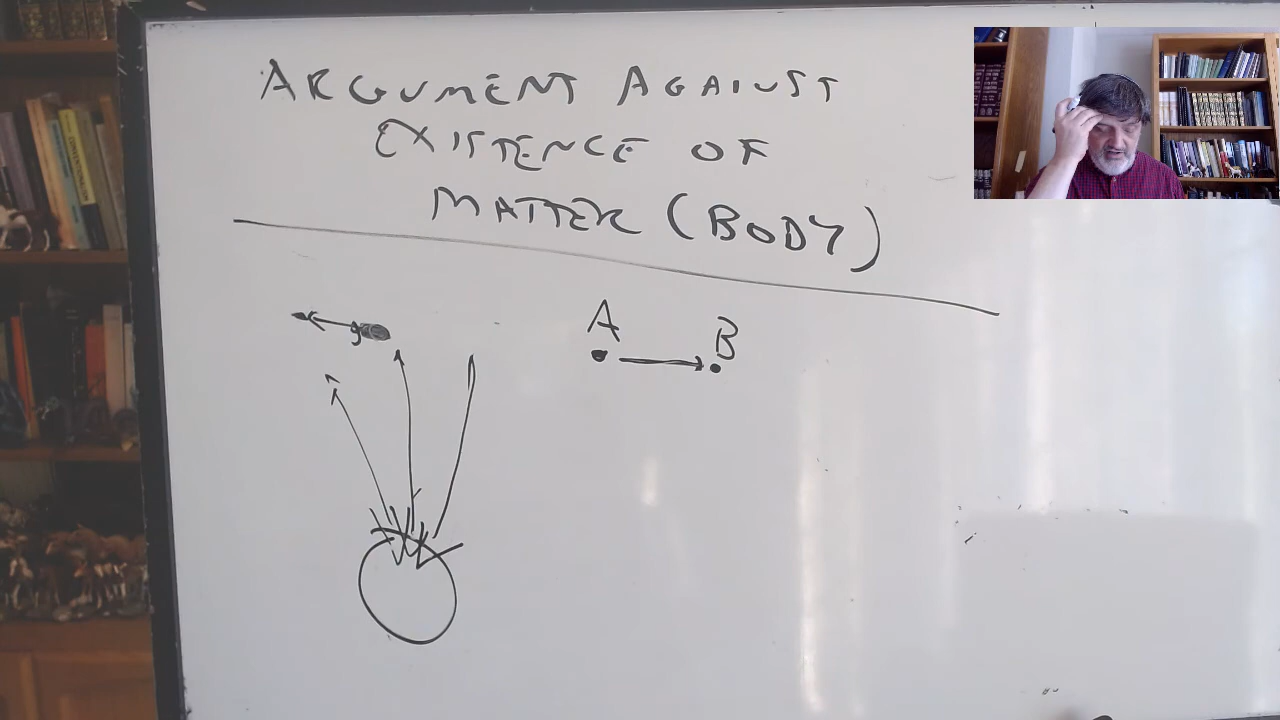 ARGUMENT AGAINST
EXISTENCE OF
MATTER (BODY)
A
B